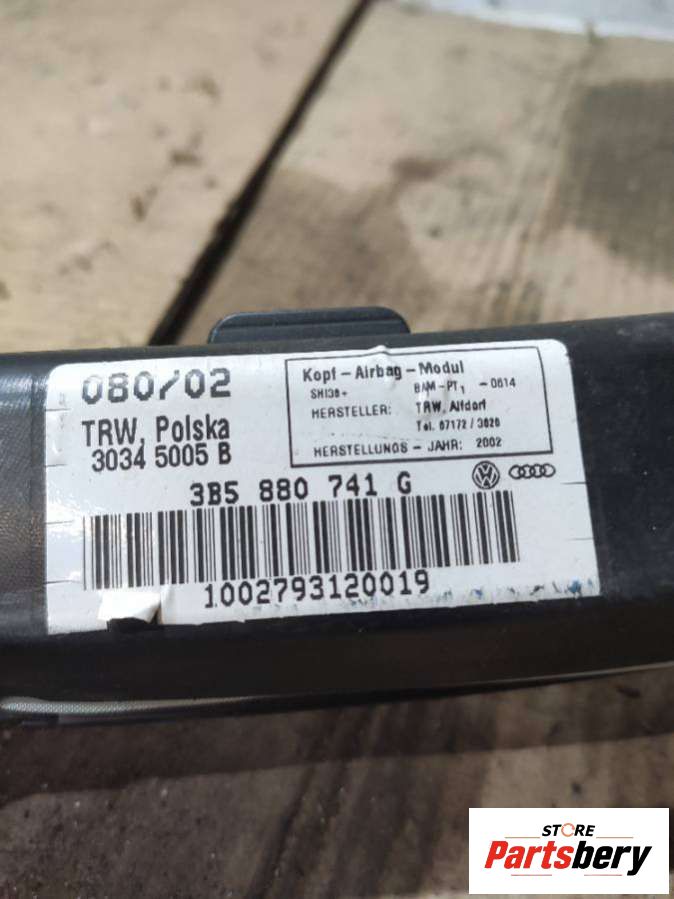 080/02
TRW, Polska
3034 5005 B
Kopf - Airbag - Modul
SHI38+ BAM - PT1 - 0614
HERSTELLER: TRW, Alfdorf
Tel. 07172 / 3020
HERSTELLUNGS - JAHR: 2002
3B5 880 741 G
1002793120019
STORE
Partsbery